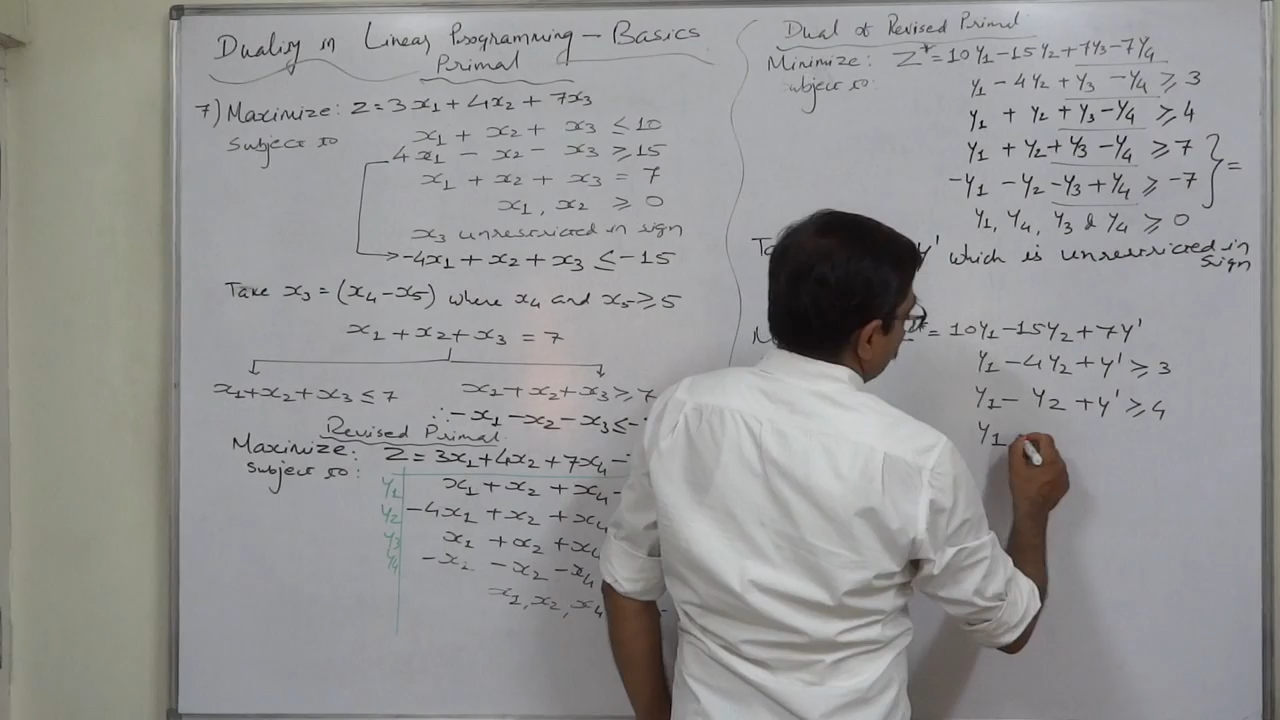 Duality in Linear Programming – Basics
Primal
7) Maximize: Z = 3x₁ + 4x₂ + 7x₃
Subject to
x₁ + x₂ + x₃ ≤ 10
4x₁ - x₂ - x₃ ≥ 15
x₁ + x₂ + x₃ = 7
x₁, x₂ ≥ 0
x₃ unrestricted in sign
-4x₁ + x₂ + x₃ ≤ -15
Take x₃ = (x₄ - x₅) where x₄ and x₅ ≥ 5
x₁ + x₂ + x₃ = 7
x₁ + x₂ + x₃ ≤ 7
x₁ + x₂ + x₃ ≥ 7
∴ -x₁ - x₂ - x₃ ≤ -
Revised Primal
Maximize: Z = 3x₁ + 4x₂ + 7x₄ -
Subject to:
y₁ x₁ + x₂ + x₄ -
y₂ -4x₁ + x₂ + x₄
y₃ x₁ + x₂ + x₄
y₄ -x₁ - x₂ - x₄
x₁, x₂, x₄
Dual of Revised Primal
Minimize: Z* = 10y₁ - 15y₂ + 7y₃ - 7y₄
ubject to:
y₁ - 4y₂ + y₃ - y₄ ≥ 3
y₁ + y₂ + y₃ - y₄ ≥ 4
y₁ + y₂ + y₃ - y₄ ≥ 7
-y₁ - y₂ - y₃ + y₄ ≥ -7 } =
y₁, y₄, y₃ & y₄ ≥ 0
Ta y' which is unrestricted in sign
M Z* = 10y₁ - 15y₂ + 7y'
y₁ - 4y₂ + y' ≥ 3
y₁ - y₂ + y' ≥ 4
y₁